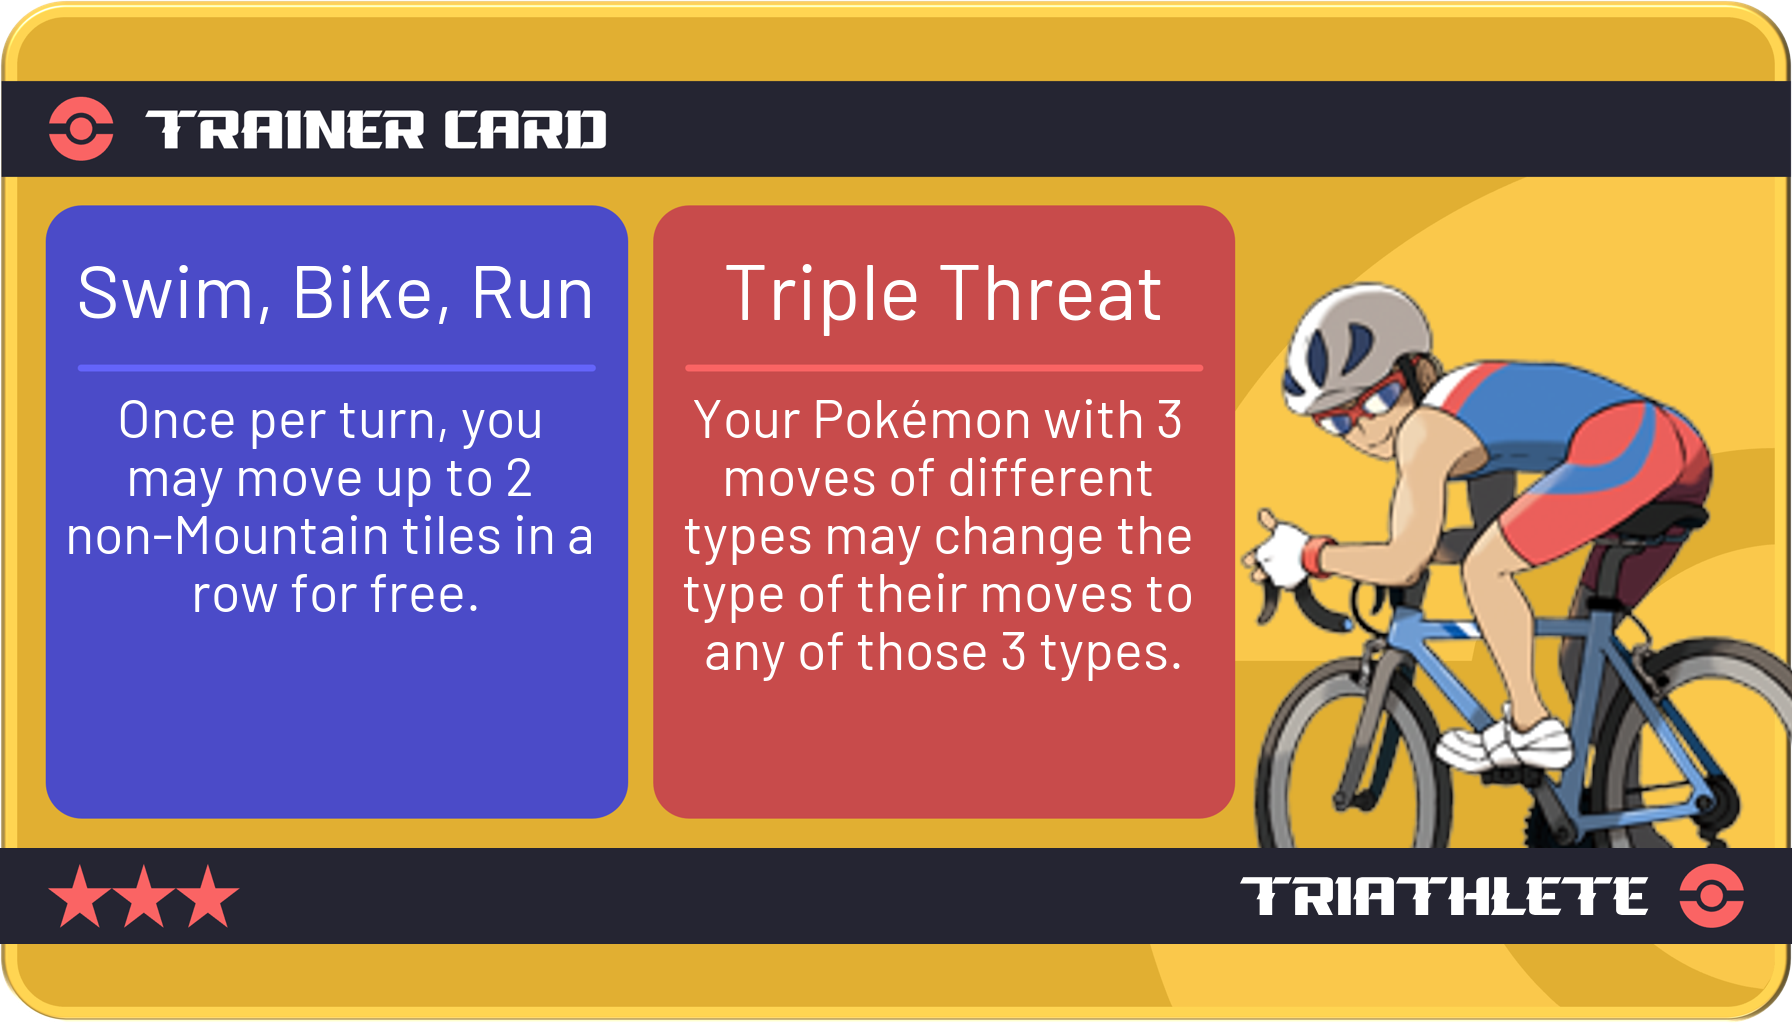 TRAINER CARD
Swim, Bike, Run
Once per turn, you
may move up to 2
non-Mountain tiles in a
row for free.
Triple Threat
Your Pokémon with 3
moves of different
types may change the
type of their moves to
any of those 3 types.
TRIATHLETE